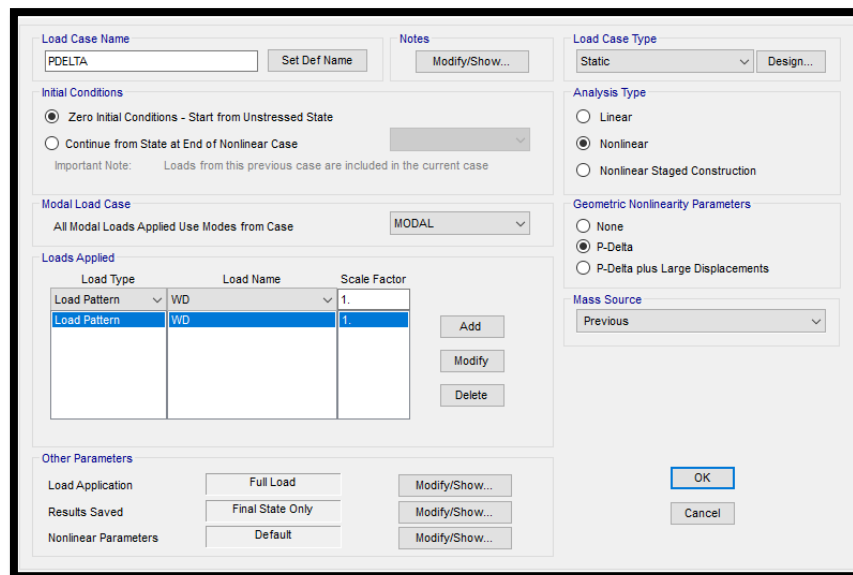 Load Case Name
PDELTA
Set Def Name
Notes
Modify/Show...
Load Case Type
Static
Design...
Initial Conditions
Zero Initial Conditions - Start from Unstressed State
Continue from State at End of Nonlinear Case
Important Note: Loads from this previous case are included in the current case
Analysis Type
Linear
Nonlinear
Nonlinear Staged Construction
Modal Load Case
All Modal Loads Applied Use Modes from Case
MODAL
Geometric Nonlinearity Parameters
None
P-Delta
P-Delta plus Large Displacements
Loads Applied
Load Type Load Name Scale Factor
Load Pattern WD 1.
Load Pattern WD 1.
Add
Modify
Delete
Mass Source
Previous
Other Parameters
Load Application Full Load Modify/Show...
Results Saved Final State Only Modify/Show...
Nonlinear Parameters Default Modify/Show...
OK
Cancel